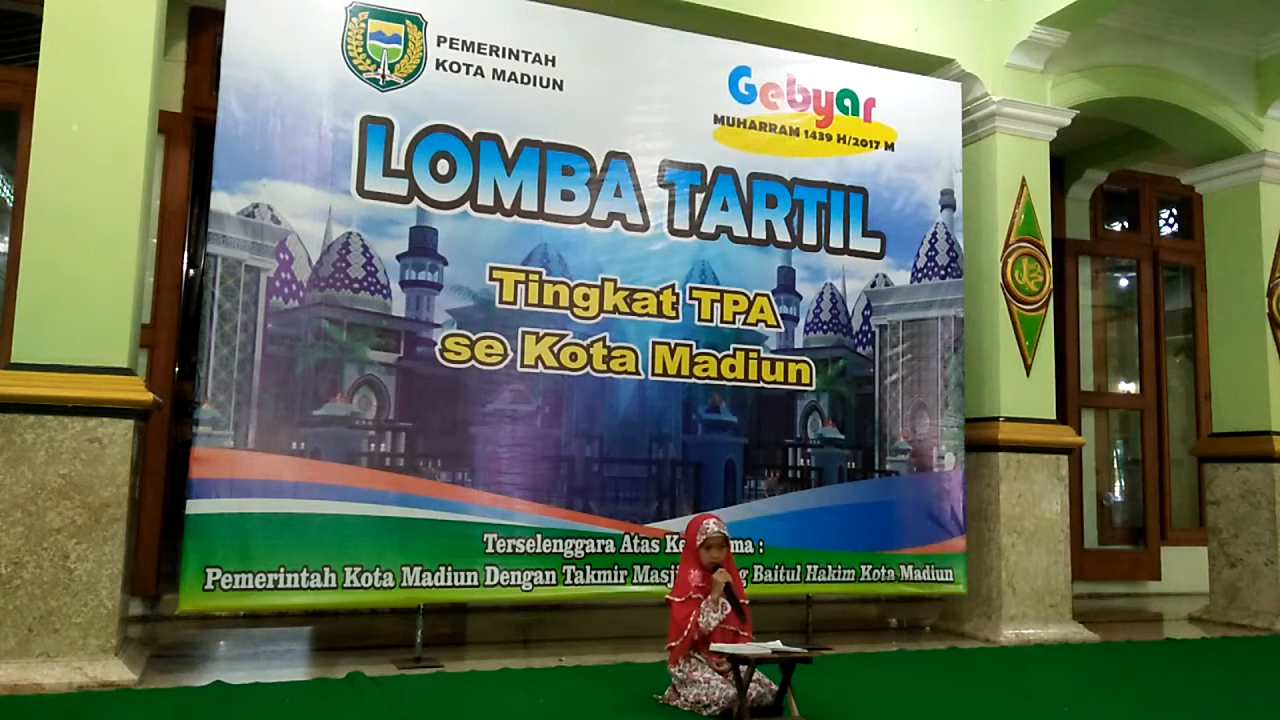 PEMERINTAH
KOTA MADIUN
Gebyar
MUHARRAM 1439 H/2017 M
LOMBA TARTIL
Tingkat TPA
se Kota Madiun
Terselenggara Atas :
Pemerintah Kota Madiun Dengan Takmir Baitul Hakim Kota Madiun